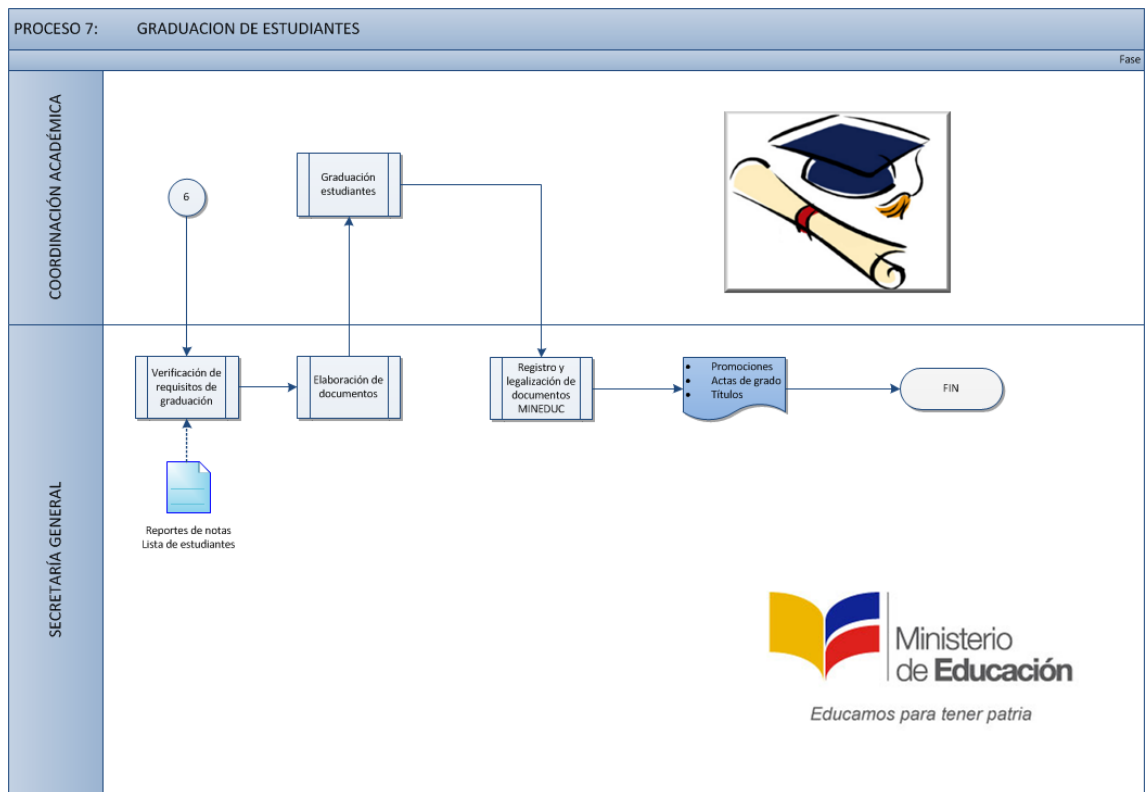 PROCESO 7: GRADUACION DE ESTUDIANTES
Fase
COORDINACIÓN ACADÉMICA
6
Graduación
estudiantes
SECRETARÍA GENERAL
Verificación de
requisitos de
graduación
Elaboración de
documentos
Registro y
legalización de
documentos
MINEDUC
• Promociones
• Actas de grado
• Títulos
FIN
Reportes de notas
Lista de estudiantes
Ministerio
de Educación
Educamos para tener patria